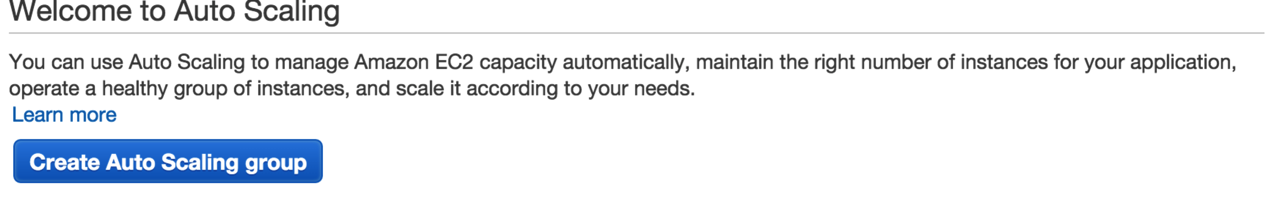 Welcome to Auto Scaling
You can use Auto Scaling to manage Amazon EC2 capacity automatically, maintain the right number of instances for your application,
operate a healthy group of instances, and scale it according to your needs.
Learn more
Create Auto Scaling group